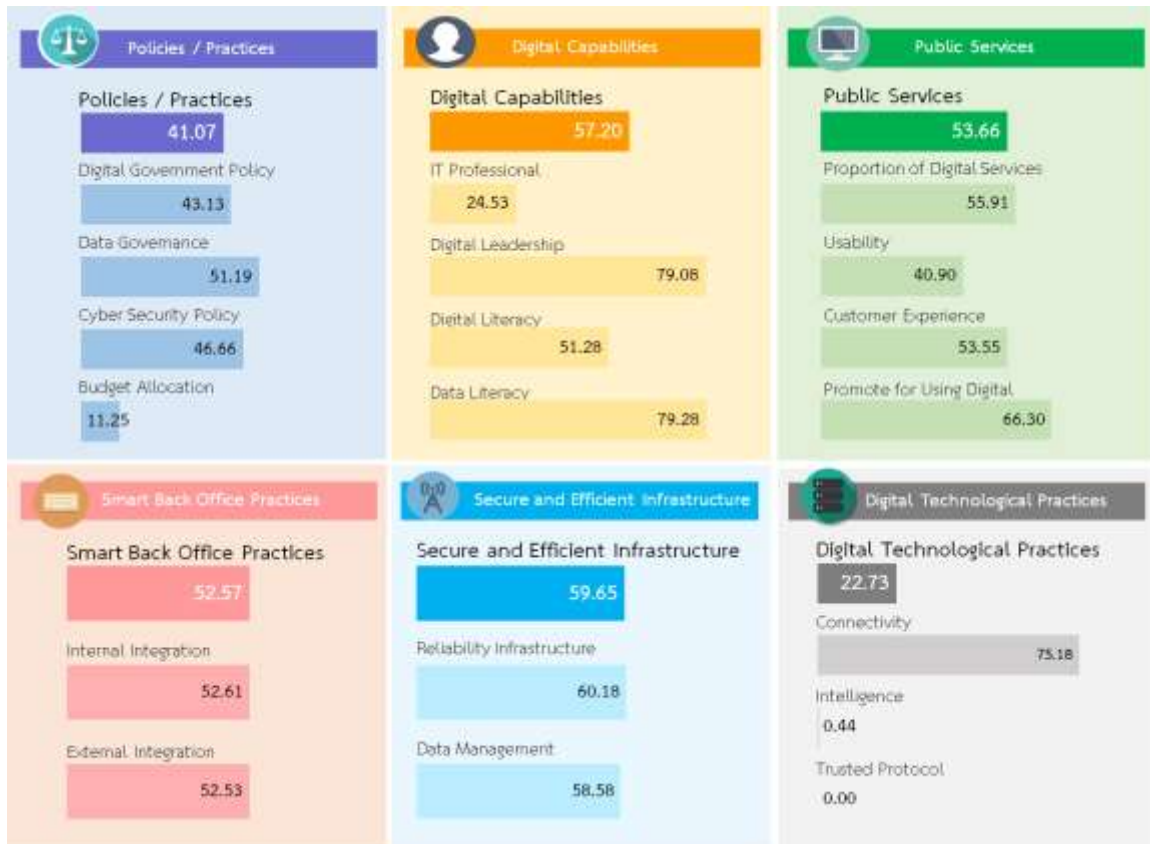 Policies / Practices
Policies / Practices
41.07
Digital Government Policy
43.13
Data Governance
51.19
Cyber Security Policy
46.66
Budget Allocation
11.25
Digital Capabilities
Digital Capabilities
57.20
IT Professional
24.53
Digital Leadership
79.08
Digital Literacy
51.28
Data Literacy
79.28
Public Services
Public Services
53.66
Proportion of Digital Services
55.91
Usability
40.90
Customer Experience
53.55
Promote for Using Digital
66.30
Smart Back Office Practices
Smart Back Office Practices
52.57
Internal Integration
52.61
External Integration
52.53
Secure and Efficient Infrastructure
Secure and Efficient Infrastructure
59.65
Reliability Infrastructure
60.18
Data Management
58.58
Digital Technological Practices
Digital Technological Practices
22.73
Connectivity
75.18
Intelligence
0.44
Trusted Protocol
0.00